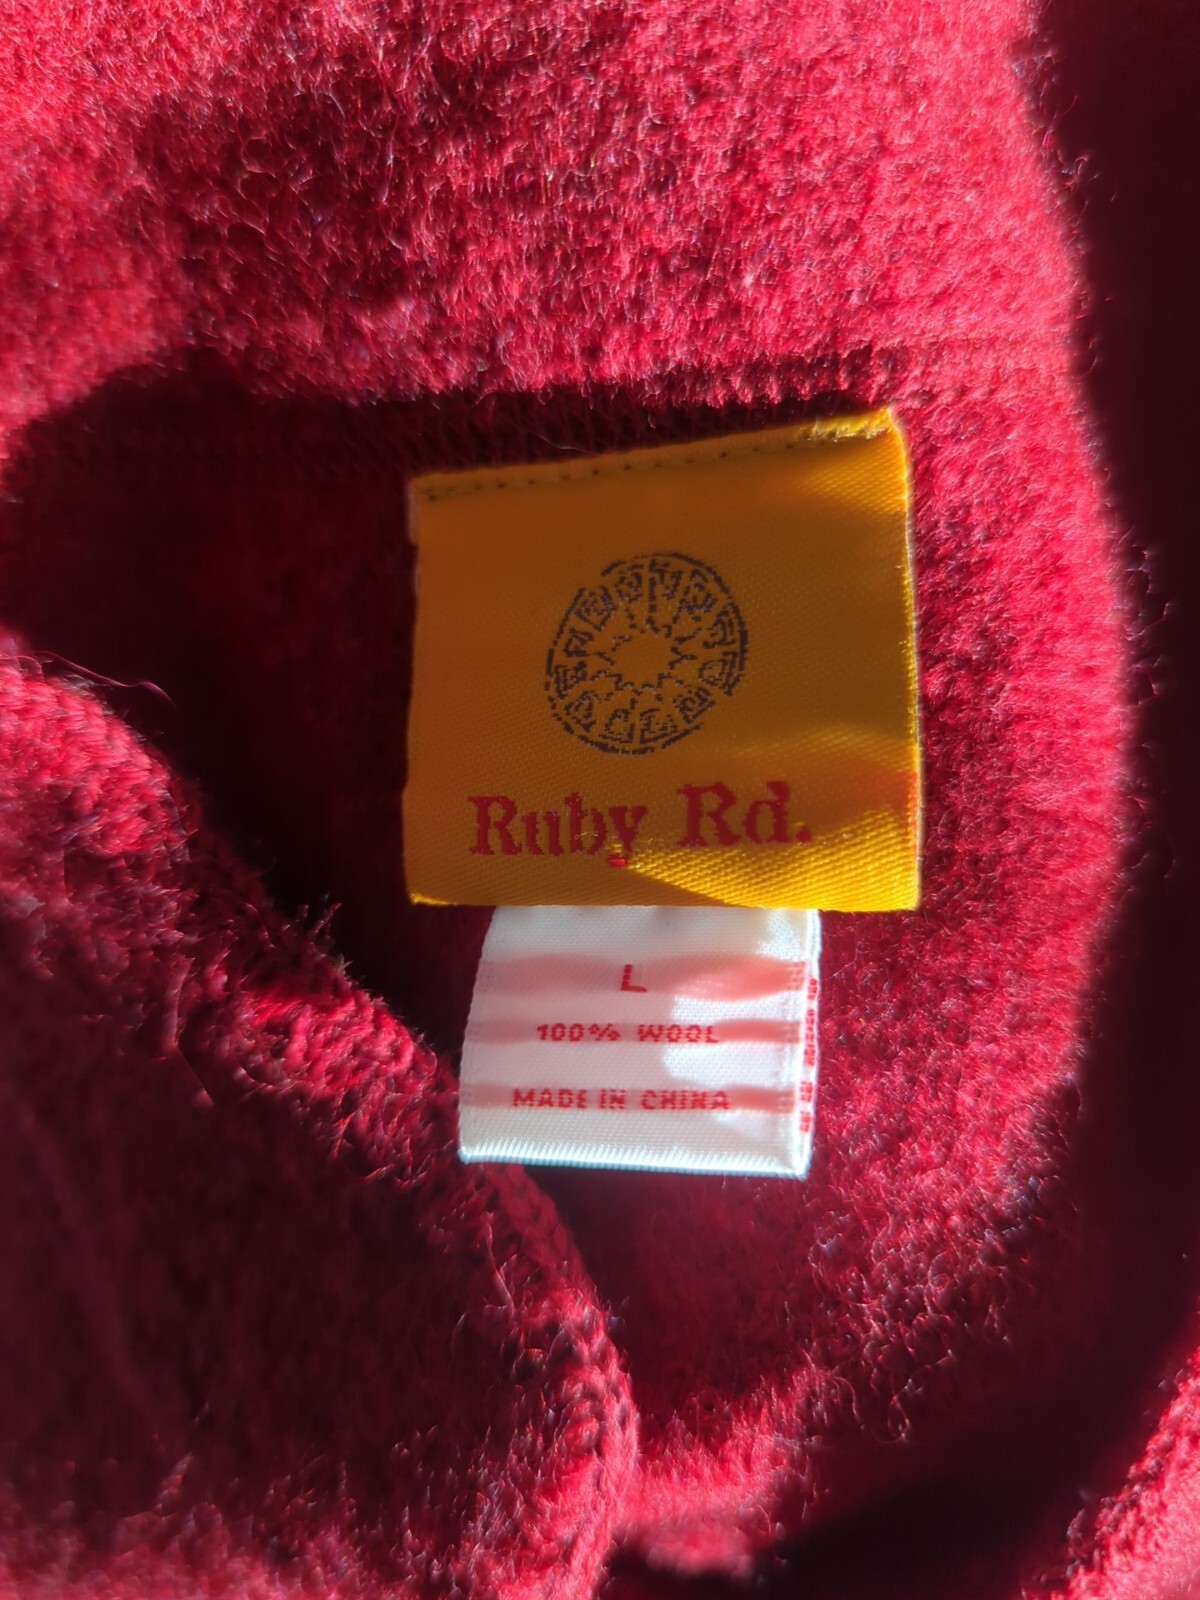 Ruby Rd.
L
100% WOOL
MADE IN CHINA